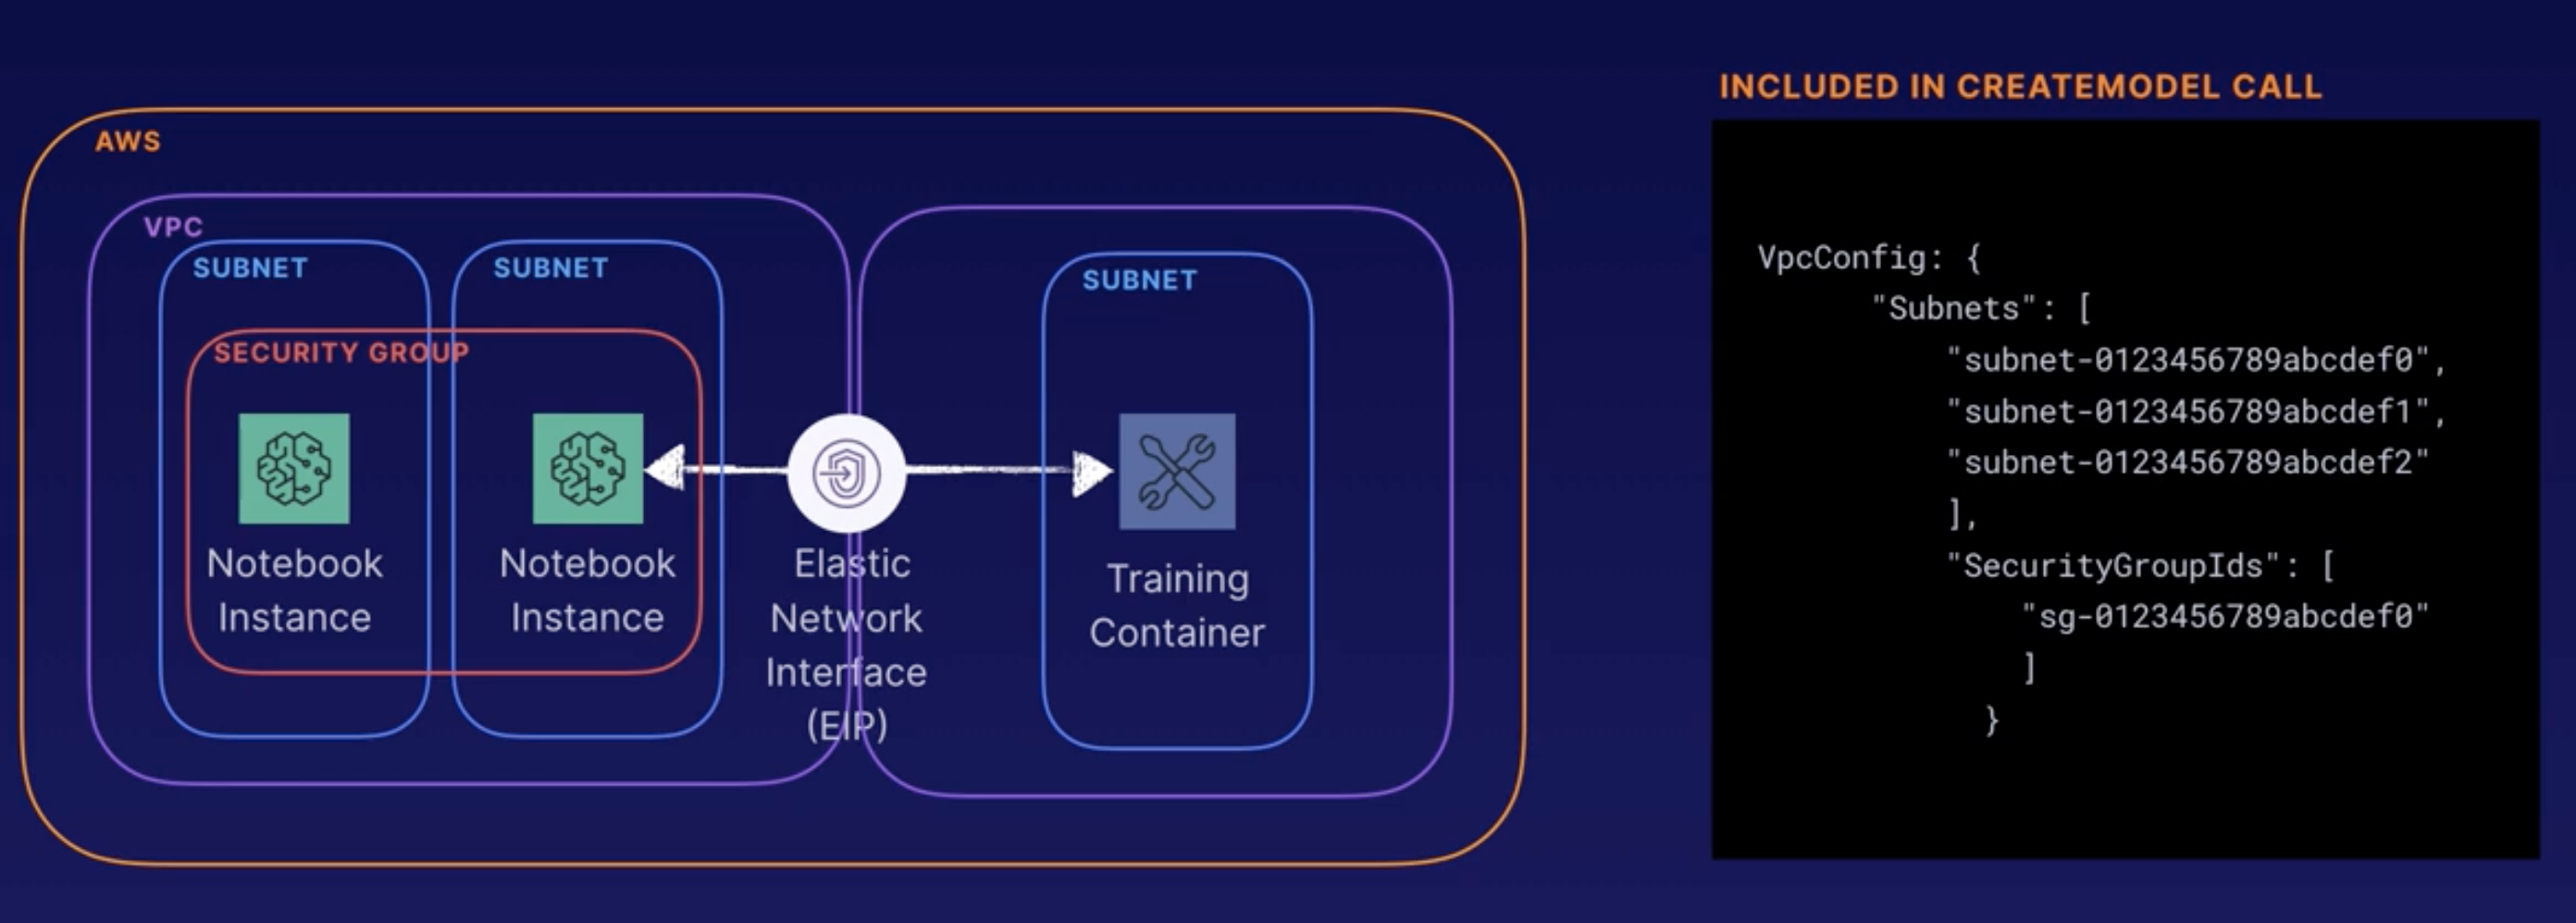 AWS
VPC
SUBNET
SUBNET
SECURITY GROUP
Notebook
Instance
Notebook
Instance
Elastic
Network
Interface
(EIP)
SUBNET
Training
Container
INCLUDED IN CREATEMODEL CALL
VpcConfig: {
"Subnets": [
"subnet-0123456789abcdef0",
"subnet-0123456789abcdef1",
"subnet-0123456789abcdef2"
],
"SecurityGroupIds": [
"sg-0123456789abcdef0"
]
}